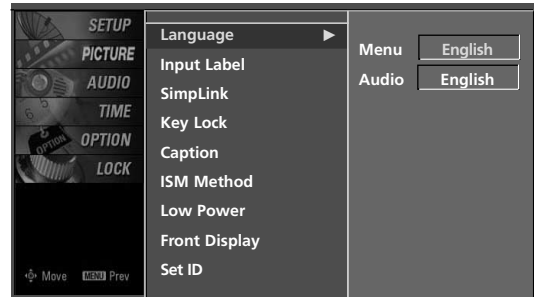 SETUP
PICTURE
AUDIO
TIME
OPTION
LOCK
Move MENU Prev
Language ►
Input Label
SimpLink
Key Lock
Caption
ISM Method
Low Power
Front Display
Set ID
Menu English
Audio English